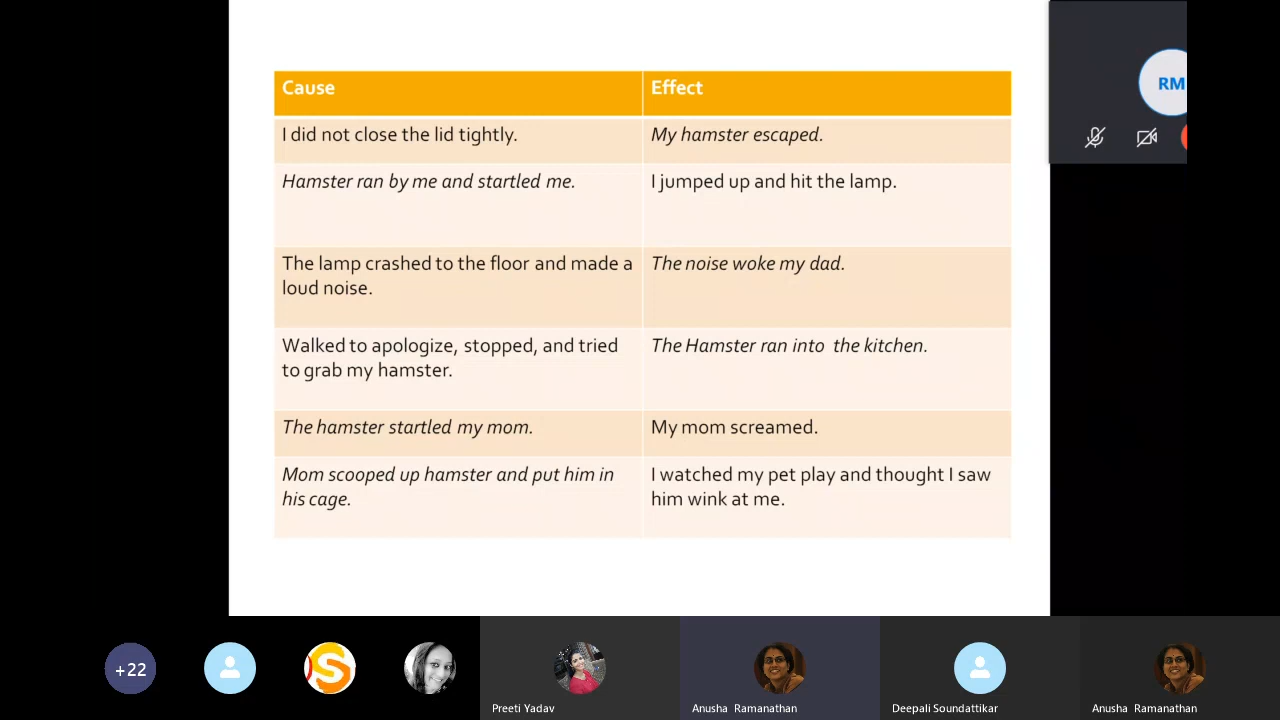 Cause Effect
I did not close the lid tightly. My hamster escaped.
Hamster ran by me and startled me. I jumped up and hit the lamp.
The lamp crashed to the floor and made a
loud noise.
The noise woke my dad.
Walked to apologize, stopped, and tried
to grab my hamster.
The Hamster ran into the kitchen.
The hamster startled my mom. My mom screamed.
Mom scooped up hamster and put him in
his cage.
I watched my pet play and thought I saw
him wink at me.
RM
+22
S
Preeti Yadav
Anusha Ramanathan
Deepali Soundattikar
Anusha Ramanathan